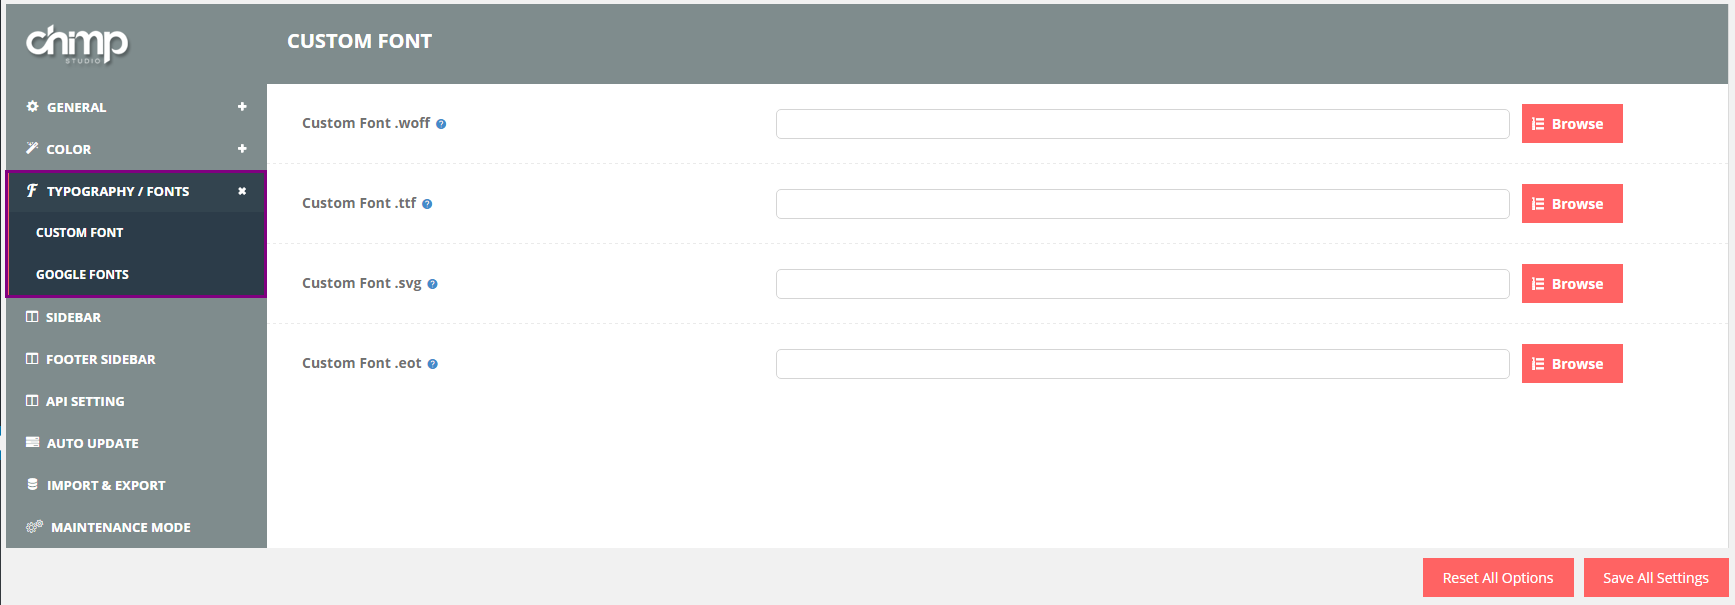 chimp
STUDIO
CUSTOM FONT
GENERAL
COLOR
TYPOGRAPHY / FONTS
CUSTOM FONT
GOOGLE FONTS
SIDEBAR
FOOTER SIDEBAR
API SETTING
AUTO UPDATE
IMPORT & EXPORT
MAINTENANCE MODE
Custom Font .woff ? Browse
Custom Font .ttf ? Browse
Custom Font .svg ? Browse
Custom Font .eot ? Browse
Reset All Options Save All Settings